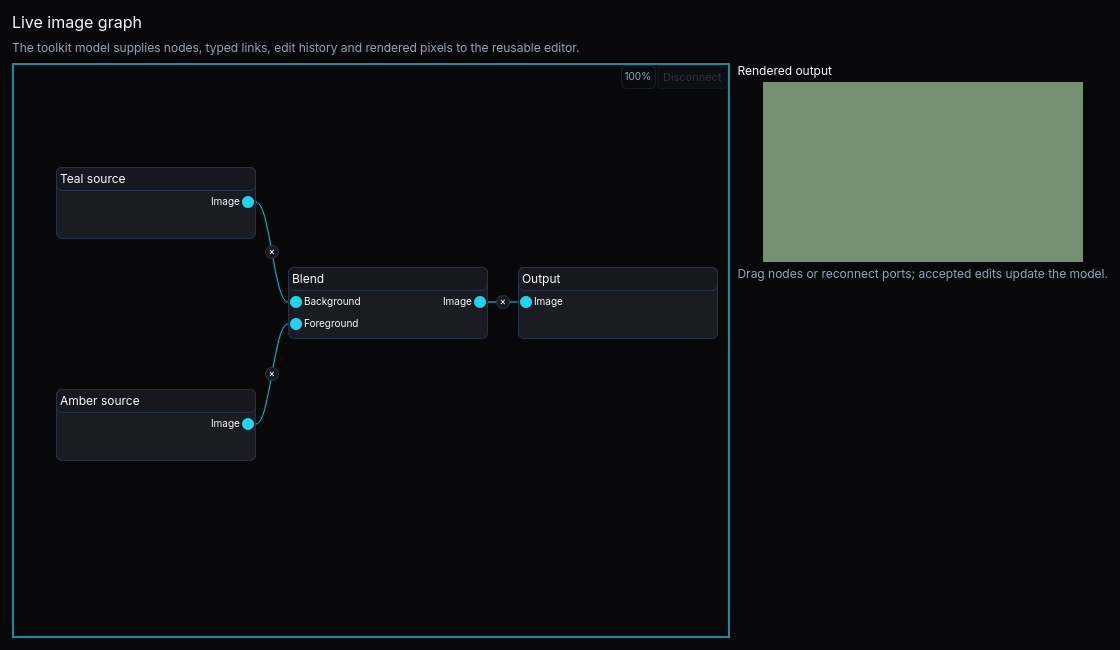 Live image graph
The toolkit model supplies nodes, typed links, edit history and rendered pixels to the reusable editor.
100%
Disconnect
Rendered output
Teal source
Image
Blend
Background
Image
Foreground
Output
Image
Drag nodes or reconnect ports; accepted edits update the model.
Amber source
Image